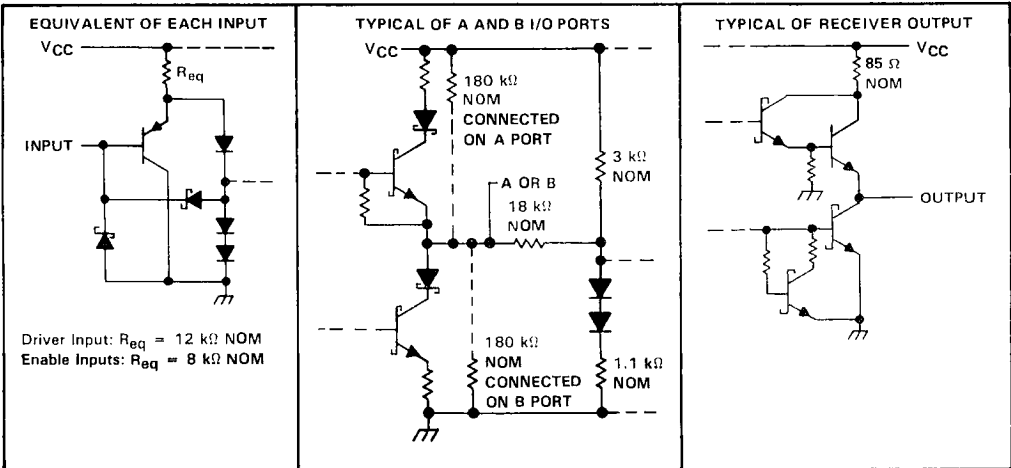 EQUIVALENT OF EACH INPUT
VCC
Req
INPUT
Driver Input: Req = 12 kΩ NOM
Enable Inputs: Req = 8 kΩ NOM
TYPICAL OF A AND B I/O PORTS
VCC
180 kΩ
NOM
CONNECTED
ON A PORT
3 kΩ
NOM
A OR B
18 kΩ
NOM
180 kΩ
NOM
CONNECTED
ON B PORT
1.1 kΩ
NOM
TYPICAL OF RECEIVER OUTPUT
VCC
85 Ω
NOM
OUTPUT